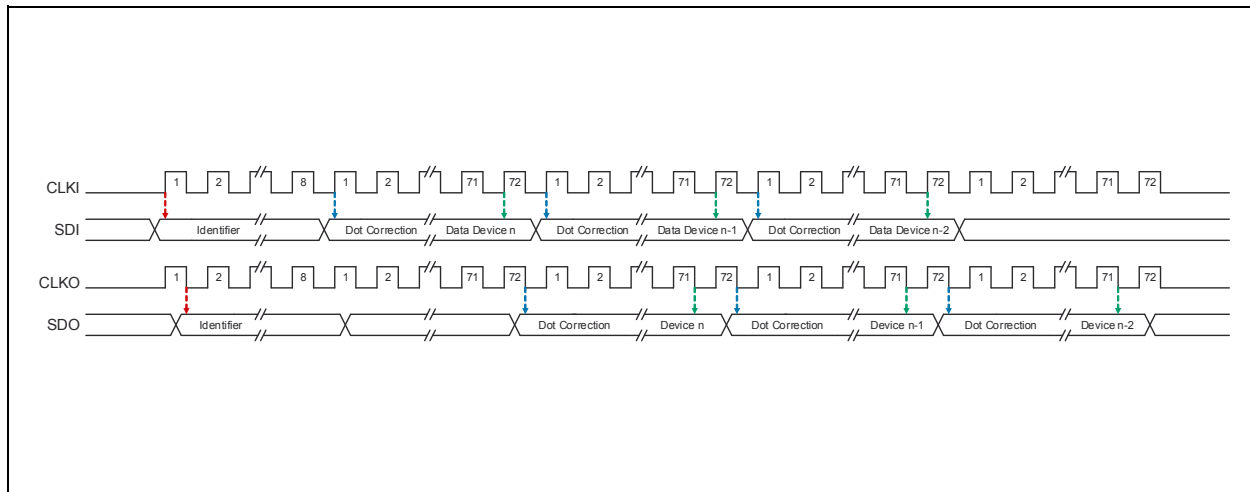 CLKI 1 2 8 1 2 71 72 1 2 71 72 1 2 71 72 1 2 71 72
SDI Identifier Dot Correction Data Device n Dot Correction Data Device n-1 Dot Correction Data Device n-2
CLKO 1 2 8 1 2 71 72 1 2 71 72 1 2 71 72 1 2 71 72
SDO Identifier Dot Correction Device n Dot Correction Device n-1 Dot Correction Device n-2